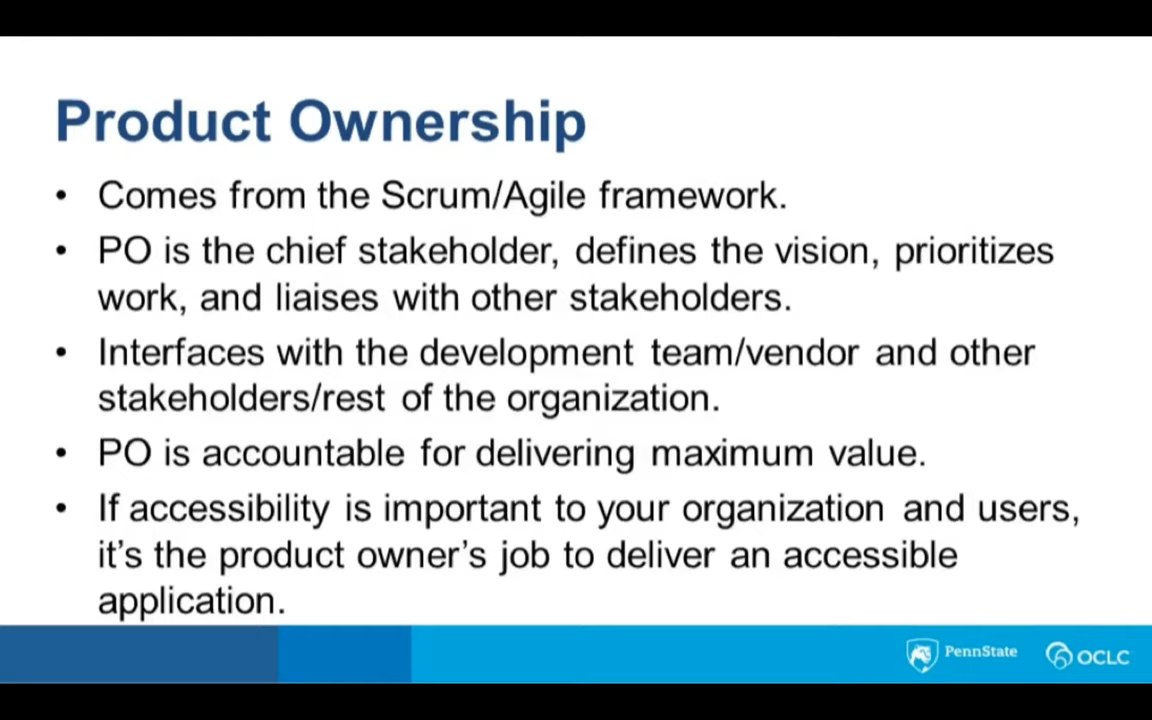 Product Ownership
• Comes from the Scrum/Agile framework.
• PO is the chief stakeholder, defines the vision, prioritizes
work, and liaises with other stakeholders.
• Interfaces with the development team/vendor and other
stakeholders/rest of the organization.
• PO is accountable for delivering maximum value.
• If accessibility is important to your organization and users,
it’s the product owner’s job to deliver an accessible
application.
PennState OCLC